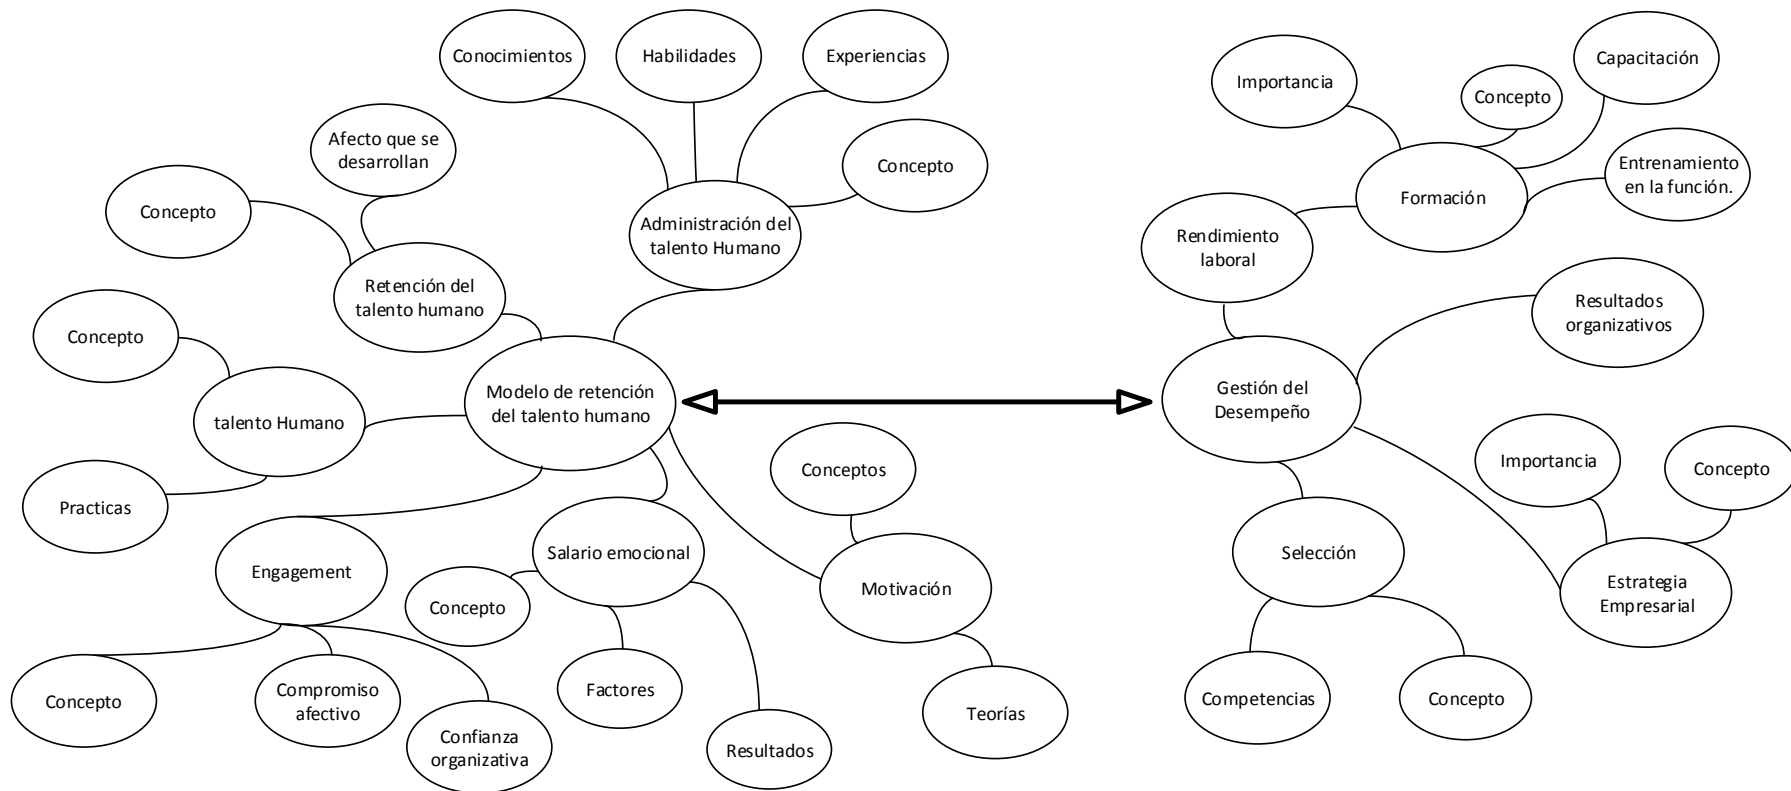 Conocimientos
Habilidades
Experiencias
Concepto
Administración del
talento Humano
Afecto que se
desarrollan
Concepto
Retención del
talento humano
Concepto
talento Humano
Practicas
Modelo de retención
del talento humano
Engagement
Concepto
Compromiso
afectivo
Confianza
organizativa
Salario emocional
Concepto
Factores
Resultados
Conceptos
Motivación
Teorías
Importancia
Concepto
Capacitación
Entrenamiento
en la función.
Formación
Rendimiento
laboral
Resultados
organizativos
Gestión del
Desempeño
Importancia
Concepto
Estrategia
Empresarial
Selección
Competencias
Concepto